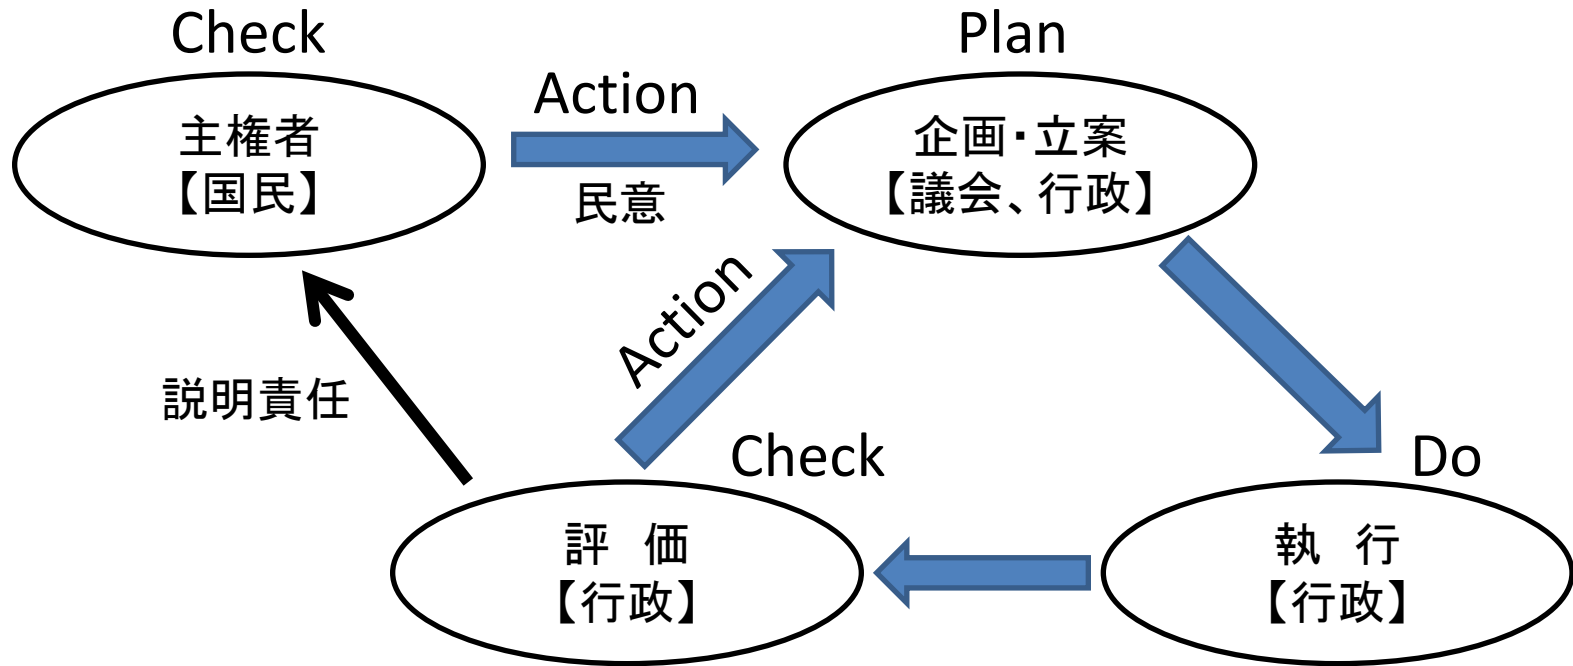 Check
Plan
主権者
【国民】
Action
民意
企画・立案
【議会、行政】
Action
説明責任
Check
Do
評　価
【行政】
執　行
【行政】